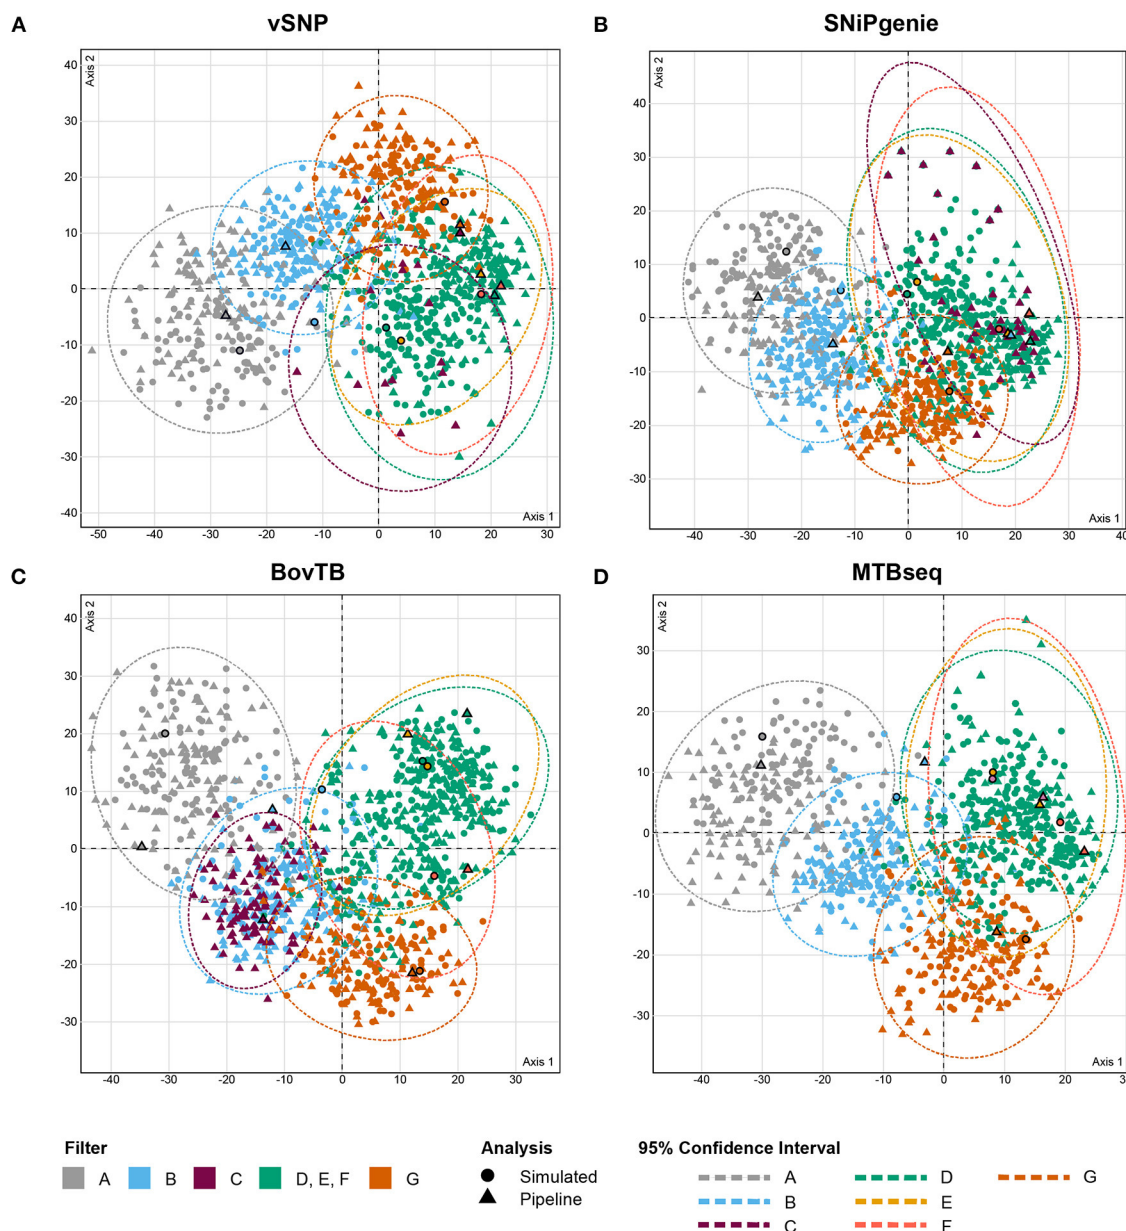 A vSNP B SNiPgenie
Axis 2
40
30
20
10
0
-10
-20
-30
-40
Axis 1
-50 -40 -30 -20 -10 0 10 20 30
Axis 2
40
30
20
10
0
-10
-20
-30
Axis 1
-40 -30 -20 -10 0 10 20 30 40
C BovTB D MTBseq
Axis 2
40
30
20
10
0
-10
-20
-30
Axis 1
-40 -30 -20 -10 0 10 20 30
Axis 2
30
20
10
0
-10
-20
-30
Axis 1
-40 -30 -20 -10 0 10 20 30
Filter
A B C D, E, F G
Analysis
Simulated
Pipeline
95% Confidence Interval
A D G
B E
C F